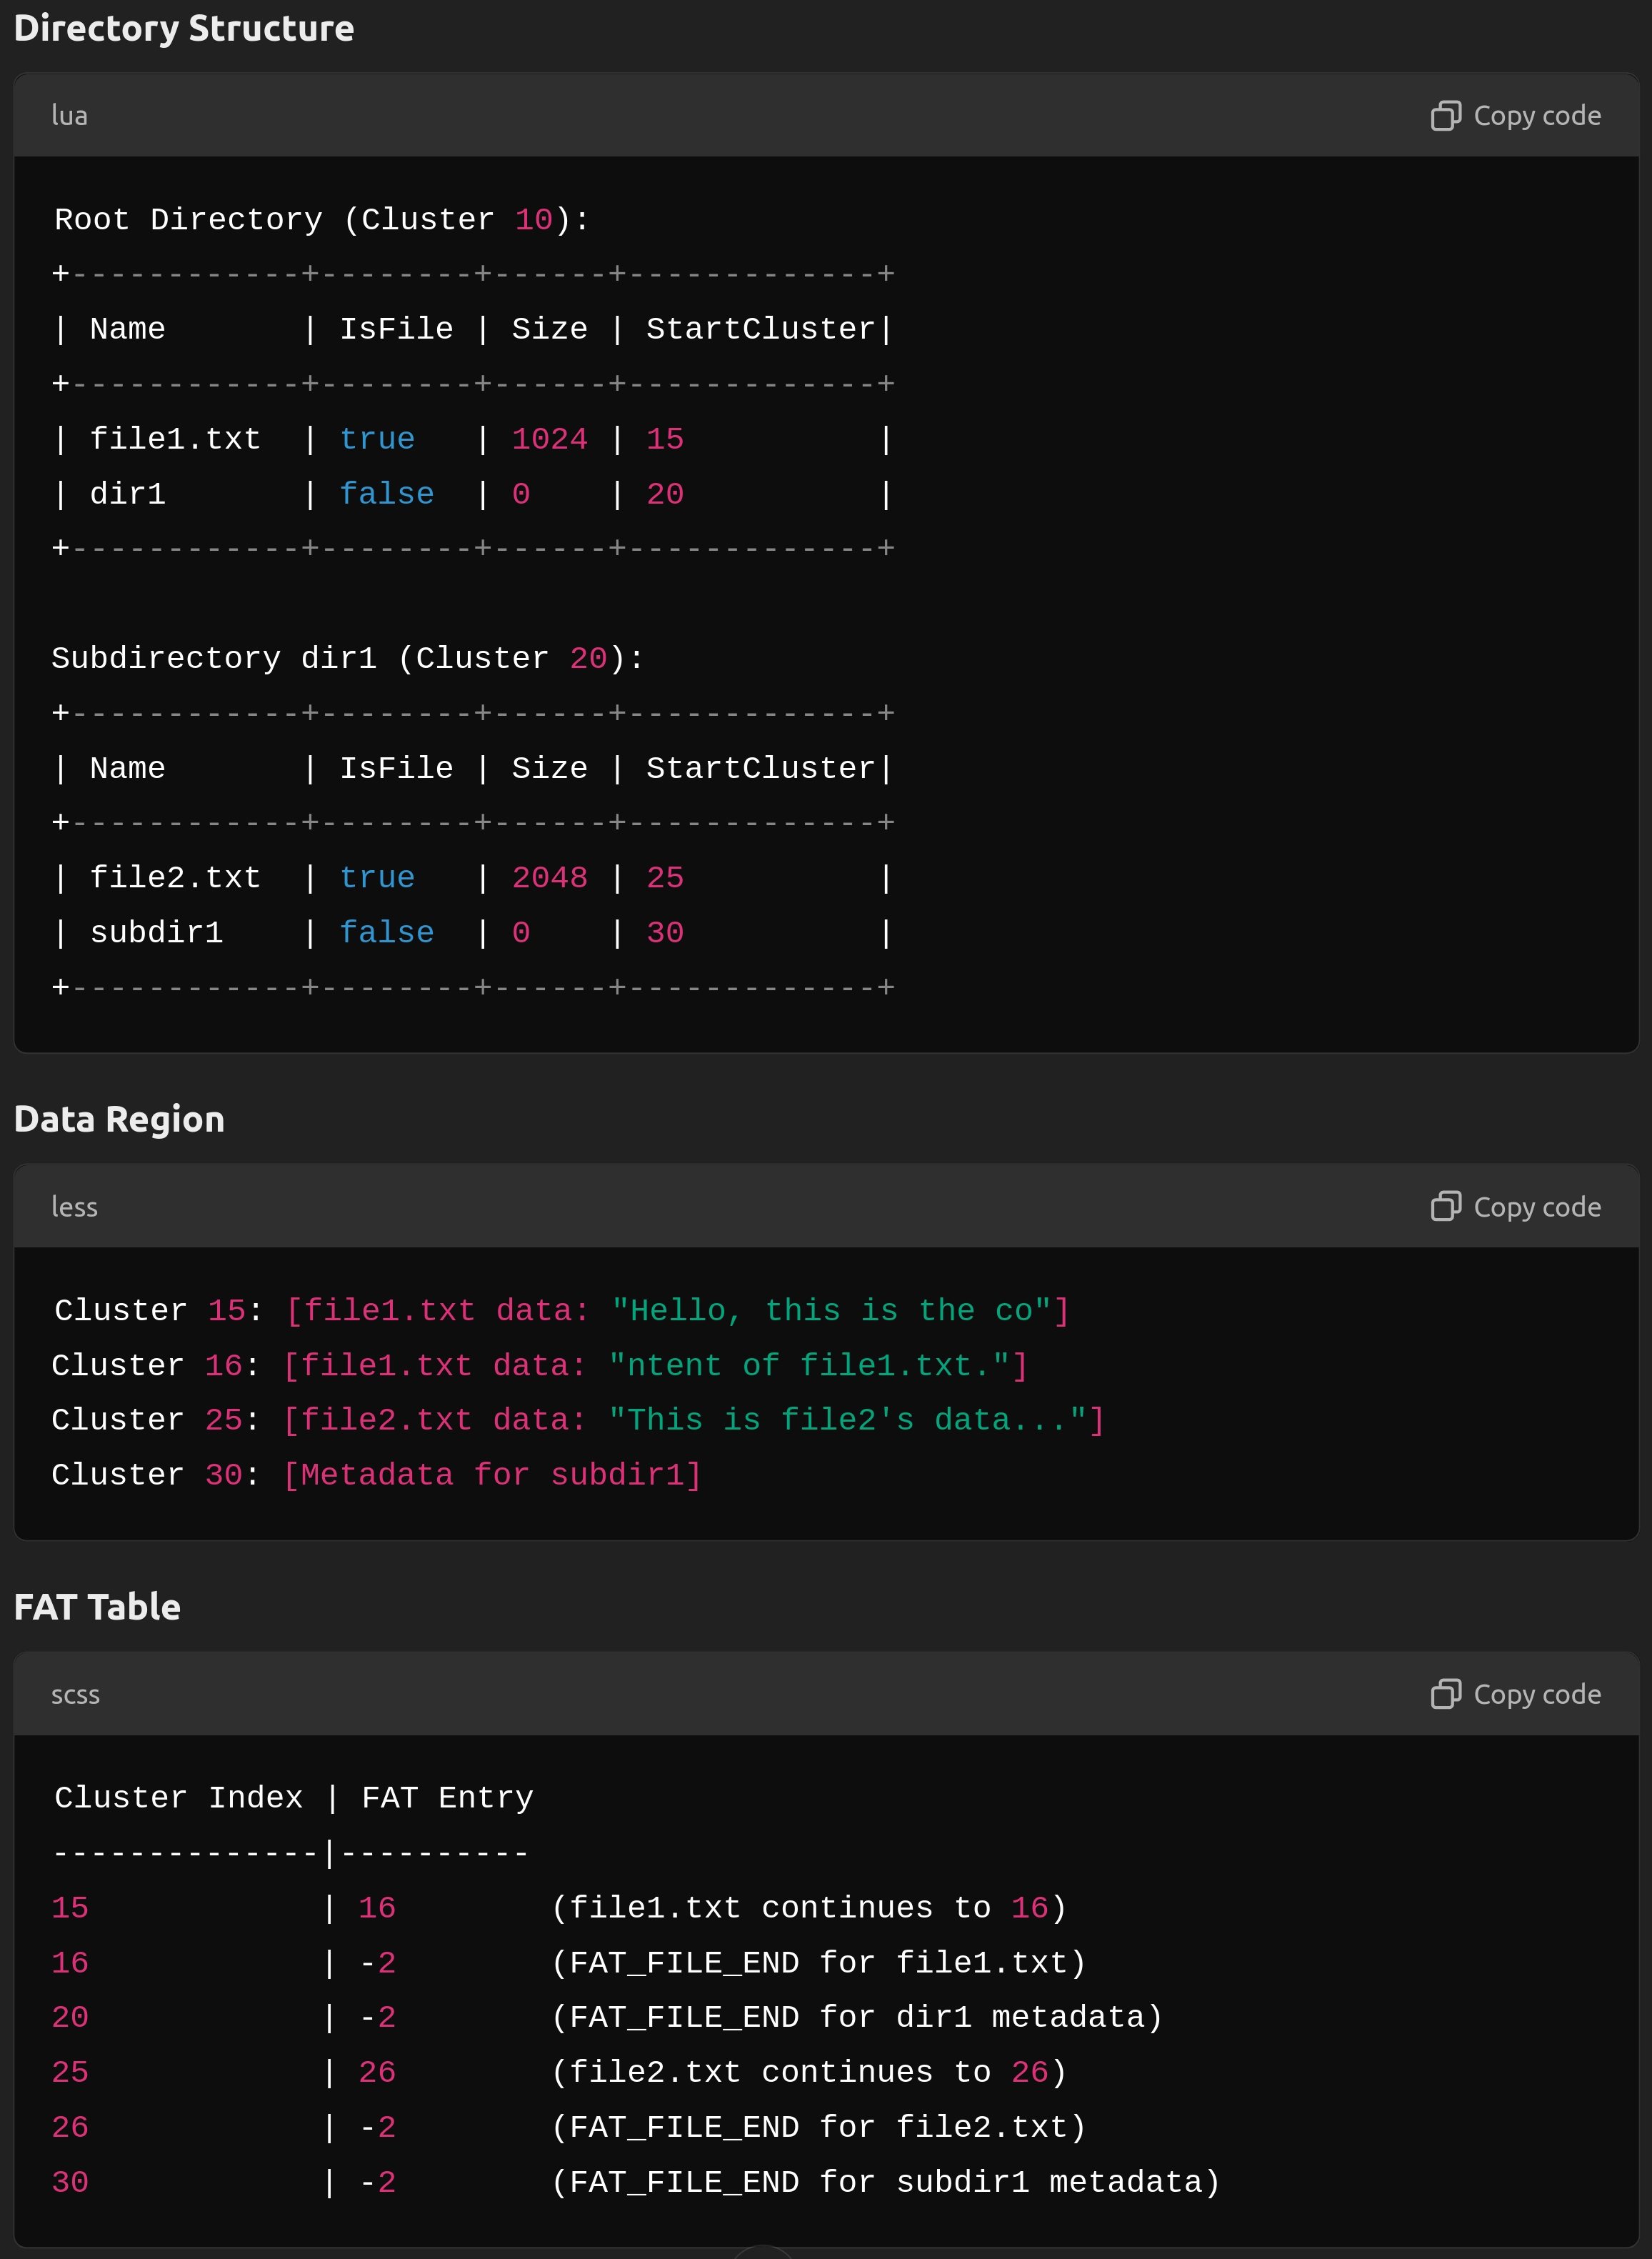 Directory Structure
lua Copy code
Root Directory (Cluster 10):
+------------+--------+------+-------------+
| Name       | IsFile | Size | StartCluster|
+------------+--------+------+-------------+
| file1.txt  | true   | 1024 | 15          |
| dir1       | false  | 0    | 20          |
+------------+--------+------+-------------+
Subdirectory dir1 (Cluster 20):
+------------+--------+------+-------------+
| Name       | IsFile | Size | StartCluster|
+------------+--------+------+-------------+
| file2.txt  | true   | 2048 | 25          |
| subdir1    | false  | 0    | 30          |
+------------+--------+------+-------------+
Data Region
less Copy code
Cluster 15: [file1.txt data: "Hello, this is the co"]
Cluster 16: [file1.txt data: "ntent of file1.txt."]
Cluster 25: [file2.txt data: "This is file2's data..."]
Cluster 30: [Metadata for subdir1]
FAT Table
scss Copy code
Cluster Index | FAT Entry
--------------|----------
15            | 16        (file1.txt continues to 16)
16            | -2        (FAT_FILE_END for file1.txt)
20            | -2        (FAT_FILE_END for dir1 metadata)
25            | 26        (file2.txt continues to 26)
26            | -2        (FAT_FILE_END for file2.txt)
30            | -2        (FAT_FILE_END for subdir1 metadata)